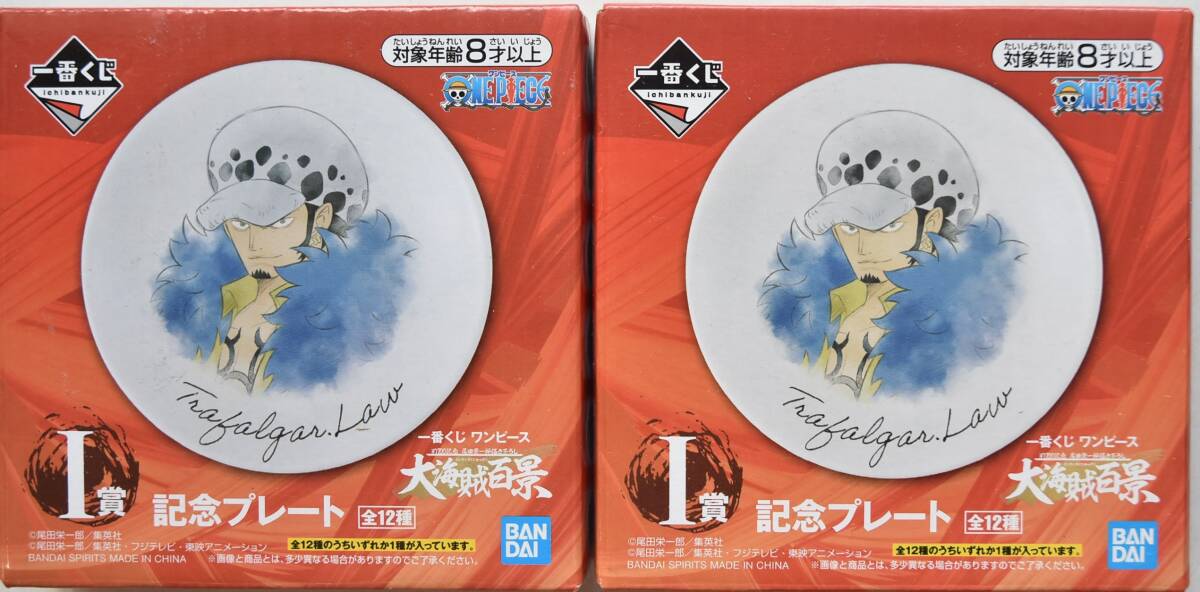 一番くじ
ichibankuji
たいしょうねんれい さい いじょう
対象年齢8才以上
ワンピース
ONE PIECE
Trafalgar.Law
一番くじ ワンピース
大海賊百景
I賞
記念プレート 全12種
©尾田栄一郎/集英社
©尾田栄一郎/集英社・フジテレビ・東映アニメーション
全12種のうちいずれか1種が入っています。
BANDAI SPIRITS MADE IN CHINA ※画像と商品とは、多少異なる場合がありますのでご了承ください。
BAN
DAI
一番くじ
ichibankuji
たいしょうねんれい さい いじょう
対象年齢8才以上
ワンピース
ONE PIECE
Trafalgar.Law
一番くじ ワンピース
大海賊百景
I賞
記念プレート 全12種
©尾田栄一郎/集英社
©尾田栄一郎/集英社・フジテレビ・東映アニメーション
全12種のうちいずれか1種が入っています。
BANDAI SPIRITS MADE IN CHINA ※画像と商品とは、多少異なる場合がありますのでご了承ください。
BAN
DAI